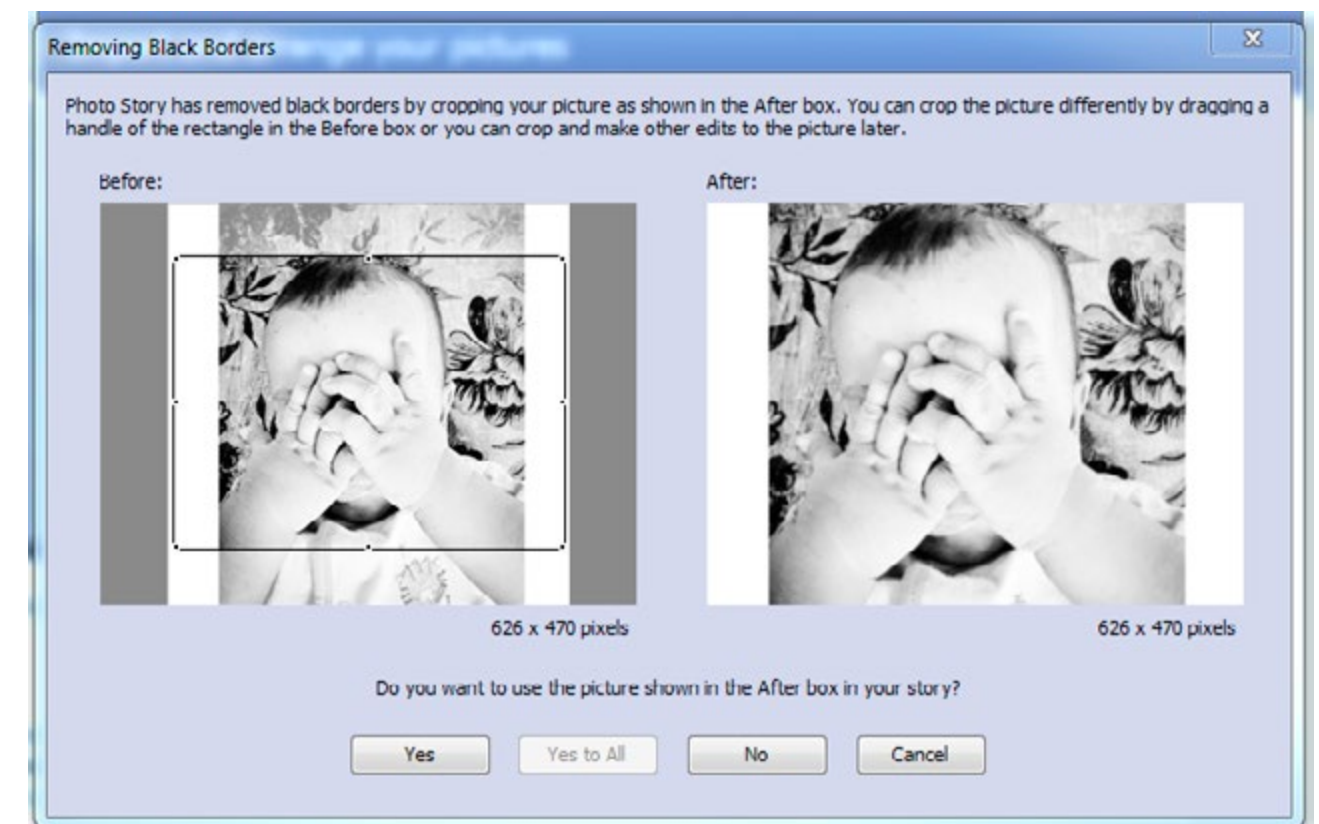 Removing Black Borders
Photo Story has removed black borders by cropping your picture as shown in the After box. You can crop the picture differently by dragging a
handle of the rectangle in the Before box or you can crop and make other edits to the picture later.
Before:
After:
626 x 470 pixels
626 x 470 pixels
Do you want to use the picture shown in the After box in your story?
Yes
Yes to All
No
Cancel